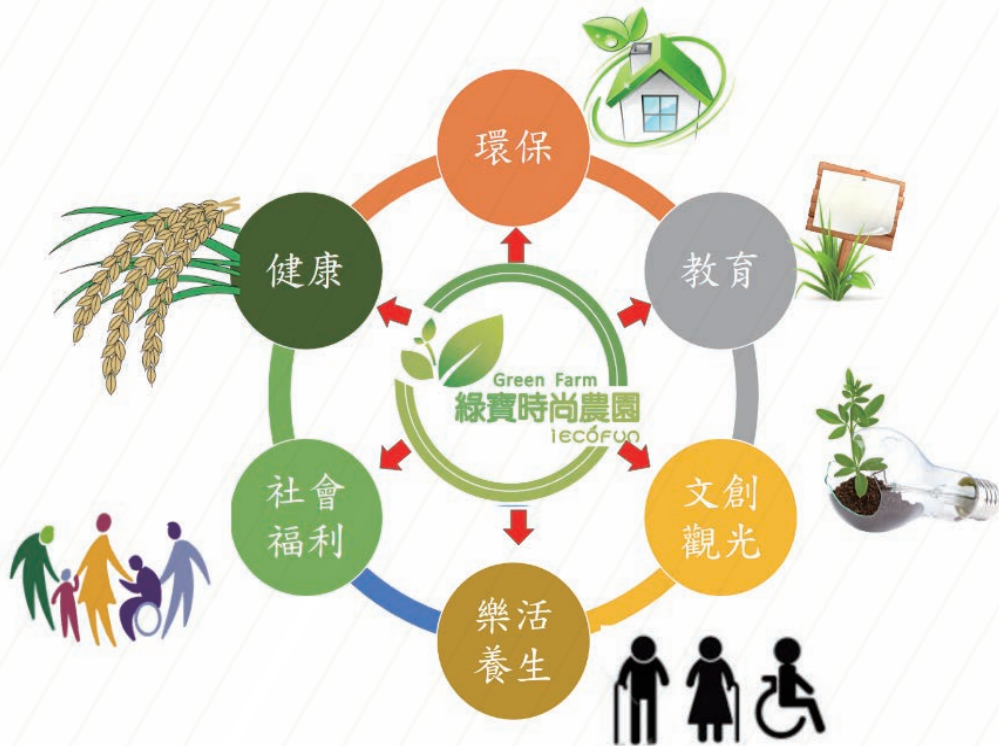 環保
健康
教育
Green Farm
綠寶時尚農園
iecófun
社會
福利
文創
觀光
樂活
養生